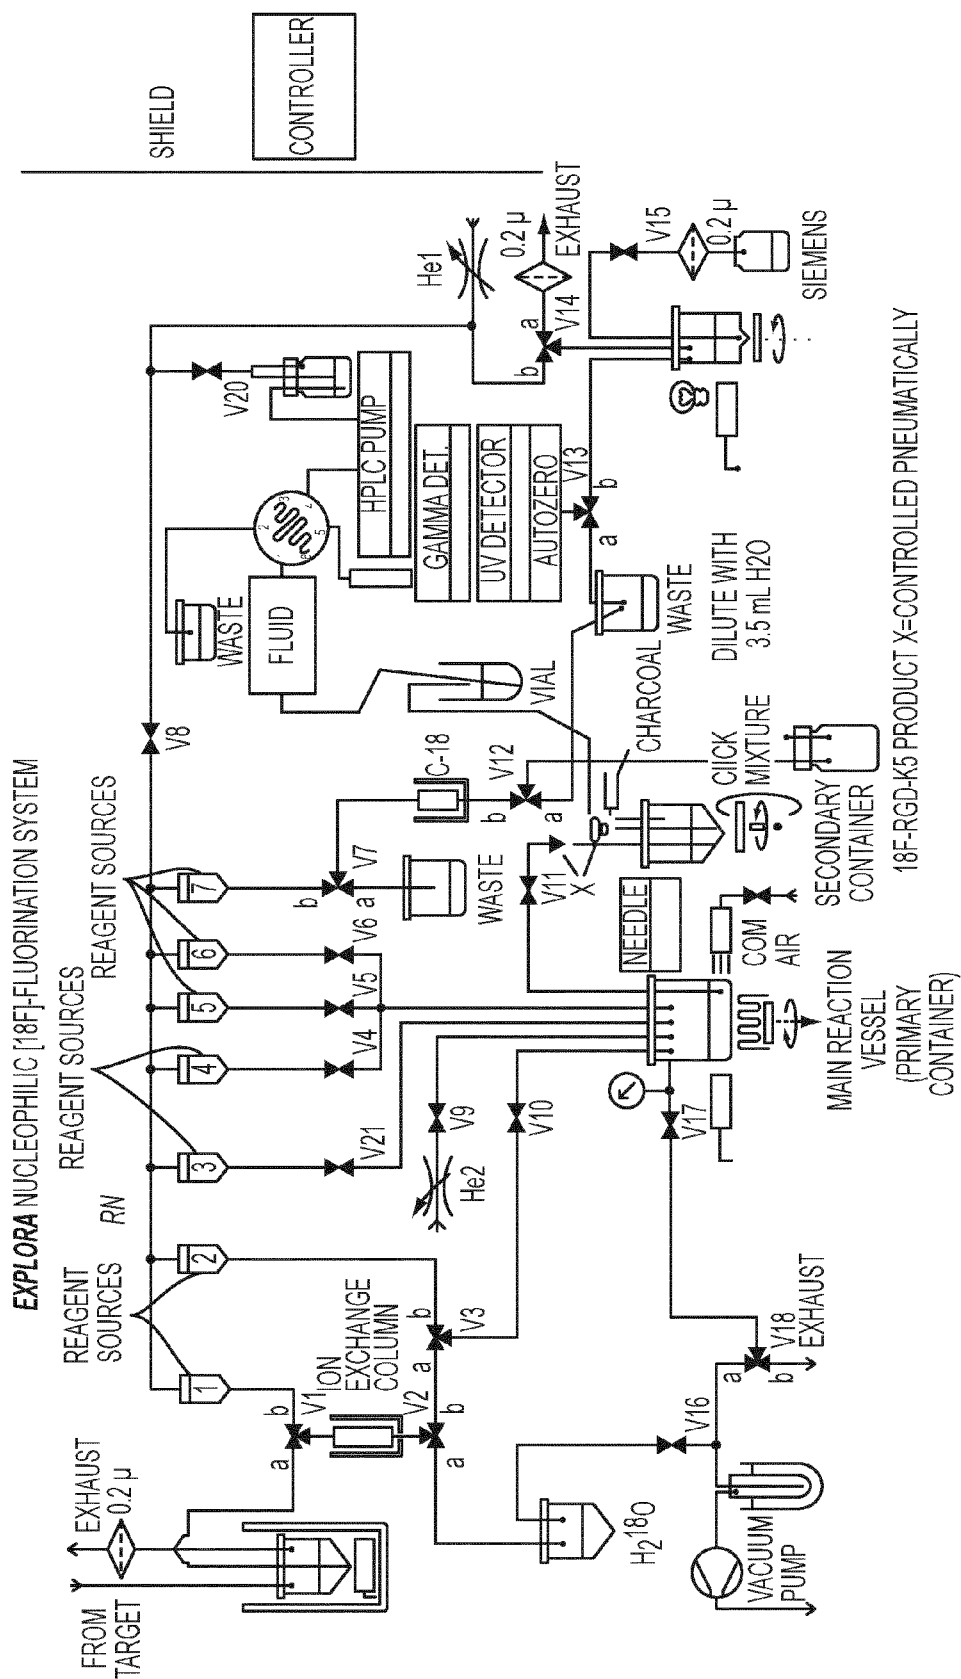 EXPLORA NUCLEOPHILIC [18F]-FLUORINATION SYSTEM
SHIELD
CONTROLLER
FROM
TARGET
EXHAUST
0.2 µ
REAGENT
SOURCES
RN
REAGENT SOURCES
REAGENT SOURCES
1
2
3
4
5
6
7
a
b
V1
ION
EXCHANGE
COLUMN
V2
a
b
a
b
V3
V21
V4
V5
V6
b
a
V7
WASTE
V8
C-18
b
a
V12
He2
V9
V10
WASTE
FLUID
VIAL
2
3
5
V20
HPLC PUMP
GAMMA DET.
UV DETECTOR
AUTOZERO
V13
a
b
WASTE
He1
b
a
V14
0.2 µ
EXHAUST
V15
0.2 µ
SIEMENS
H₂¹⁸O
V16
VACUUM
PUMP
a
b
V18
EXHAUST
V17
NEEDLE
V11
X
CHARCOAL
COM
AIR
MAIN REACTION
VESSEL
(PRIMARY
CONTAINER)
SECONDARY
CONTAINER
ClICK
MIXTURE
DILUTE WITH
3.5 mL H2O
18F-RGD-K5 PRODUCT X=CONTROLLED PNEUMATICALLY